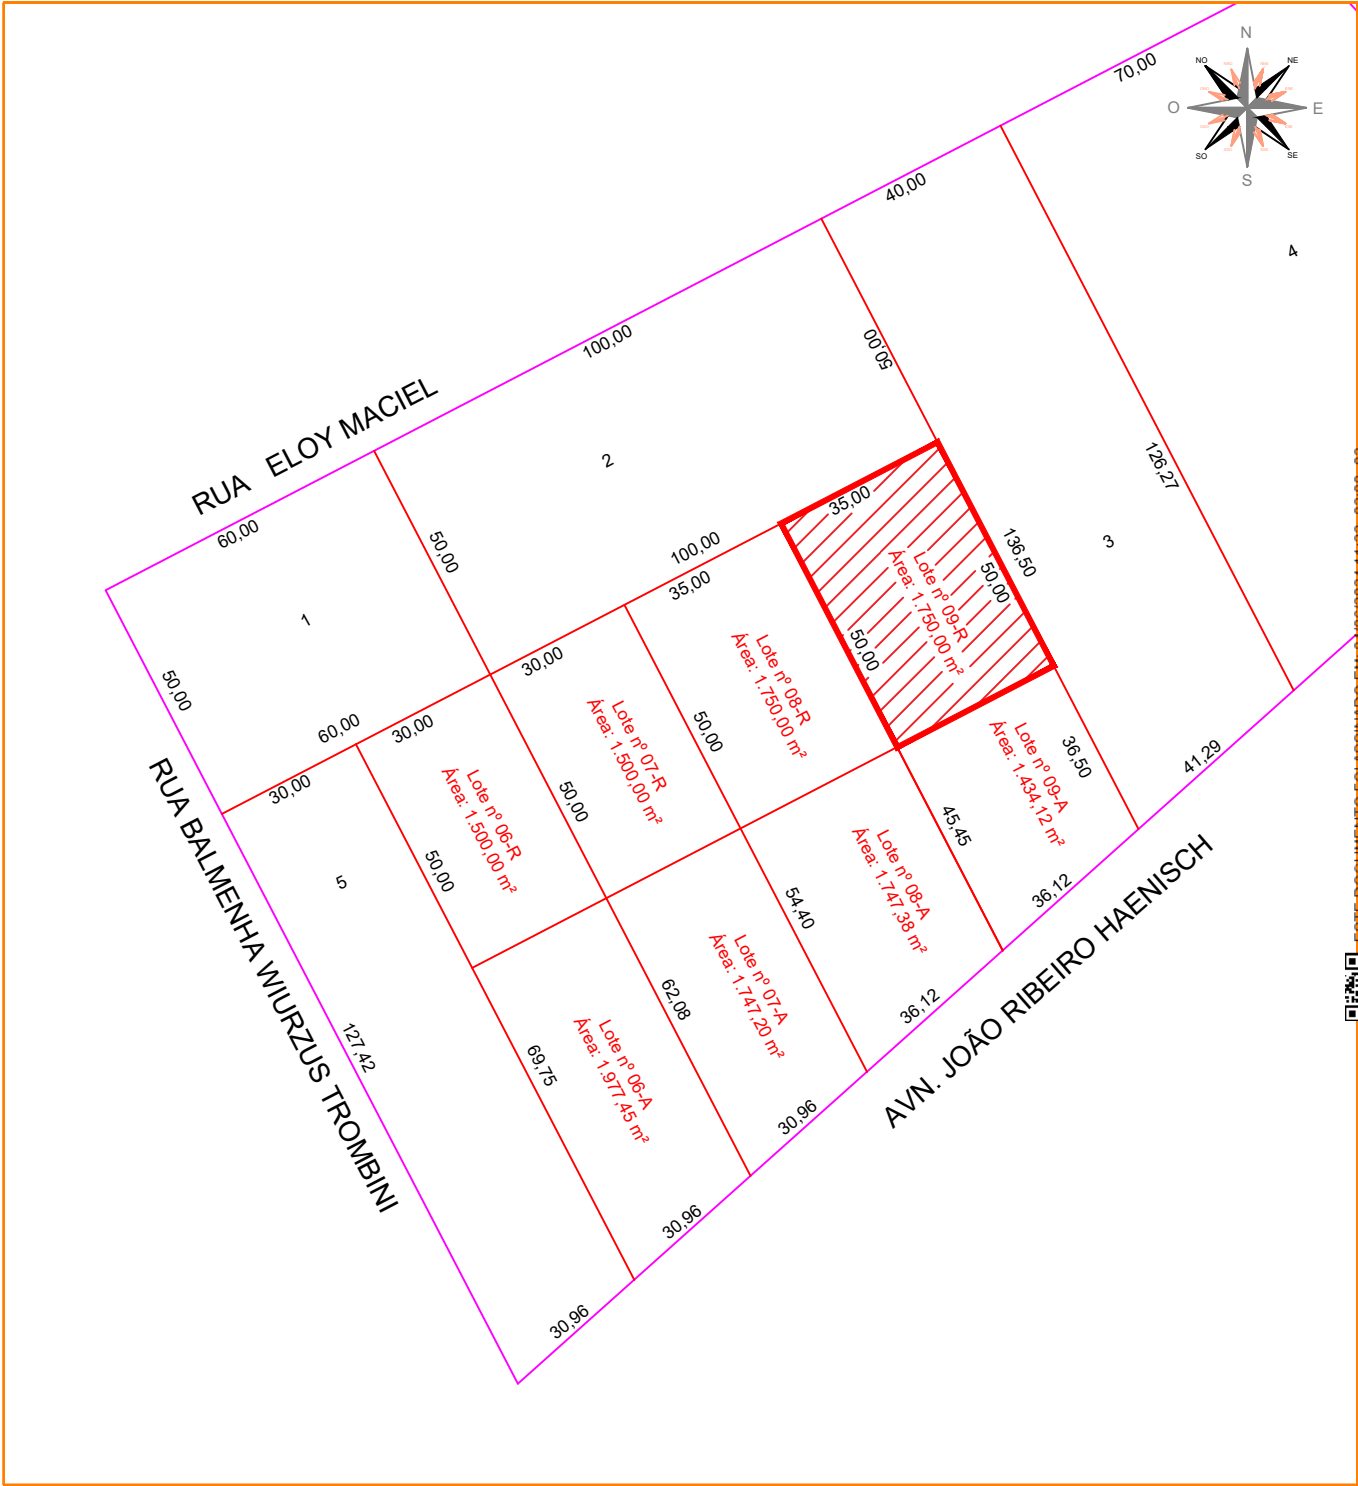 N
NO
NE
O
E
SO
SE
S
70,00
40,00
4
100,00
50,00
RUA ELOY MACIEL
60,00
2
50,00
126,27
3
35,00
136,50
50,00
Lote nº 09-R
Área: 1.750,00 m²
50,00
100,00
35,00
1
30,00
Lote nº 08-R
Área: 1.750,00 m²
50,00
50,00
60,00
30,00
Lote nº 07-R
Área: 1.500,00 m²
50,00
30,00
Lote nº 06-R
Área: 1.500,00 m²
50,00
5
36,50
Lote nº 09-A
Área: 1.434,12 m²
41,29
45,45
Lote nº 08-A
Área: 1.747,38 m²
36,12
54,40
Lote nº 07-A
Área: 1.747,20 m²
36,12
62,08
Lote nº 06-A
Área: 1.977,45 m²
69,75
127,42
30,96
30,96
30,96
RUA BALMENHA WIURZUS TROMBINI
AVN. JOÃO RIBEIRO HAENISCH